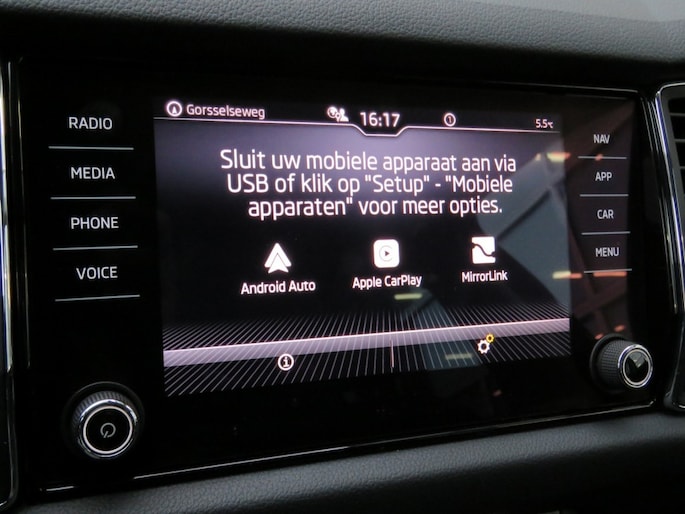 Gorsselseweg
16:17
5.5°C
RADIO
MEDIA
PHONE
VOICE
Sluit uw mobiele apparaat aan via
USB of klik op "Setup" - "Mobiele
apparaten" voor meer opties.
Android Auto
Apple CarPlay
MirrorLink
NAV
APP
CAR
MENU